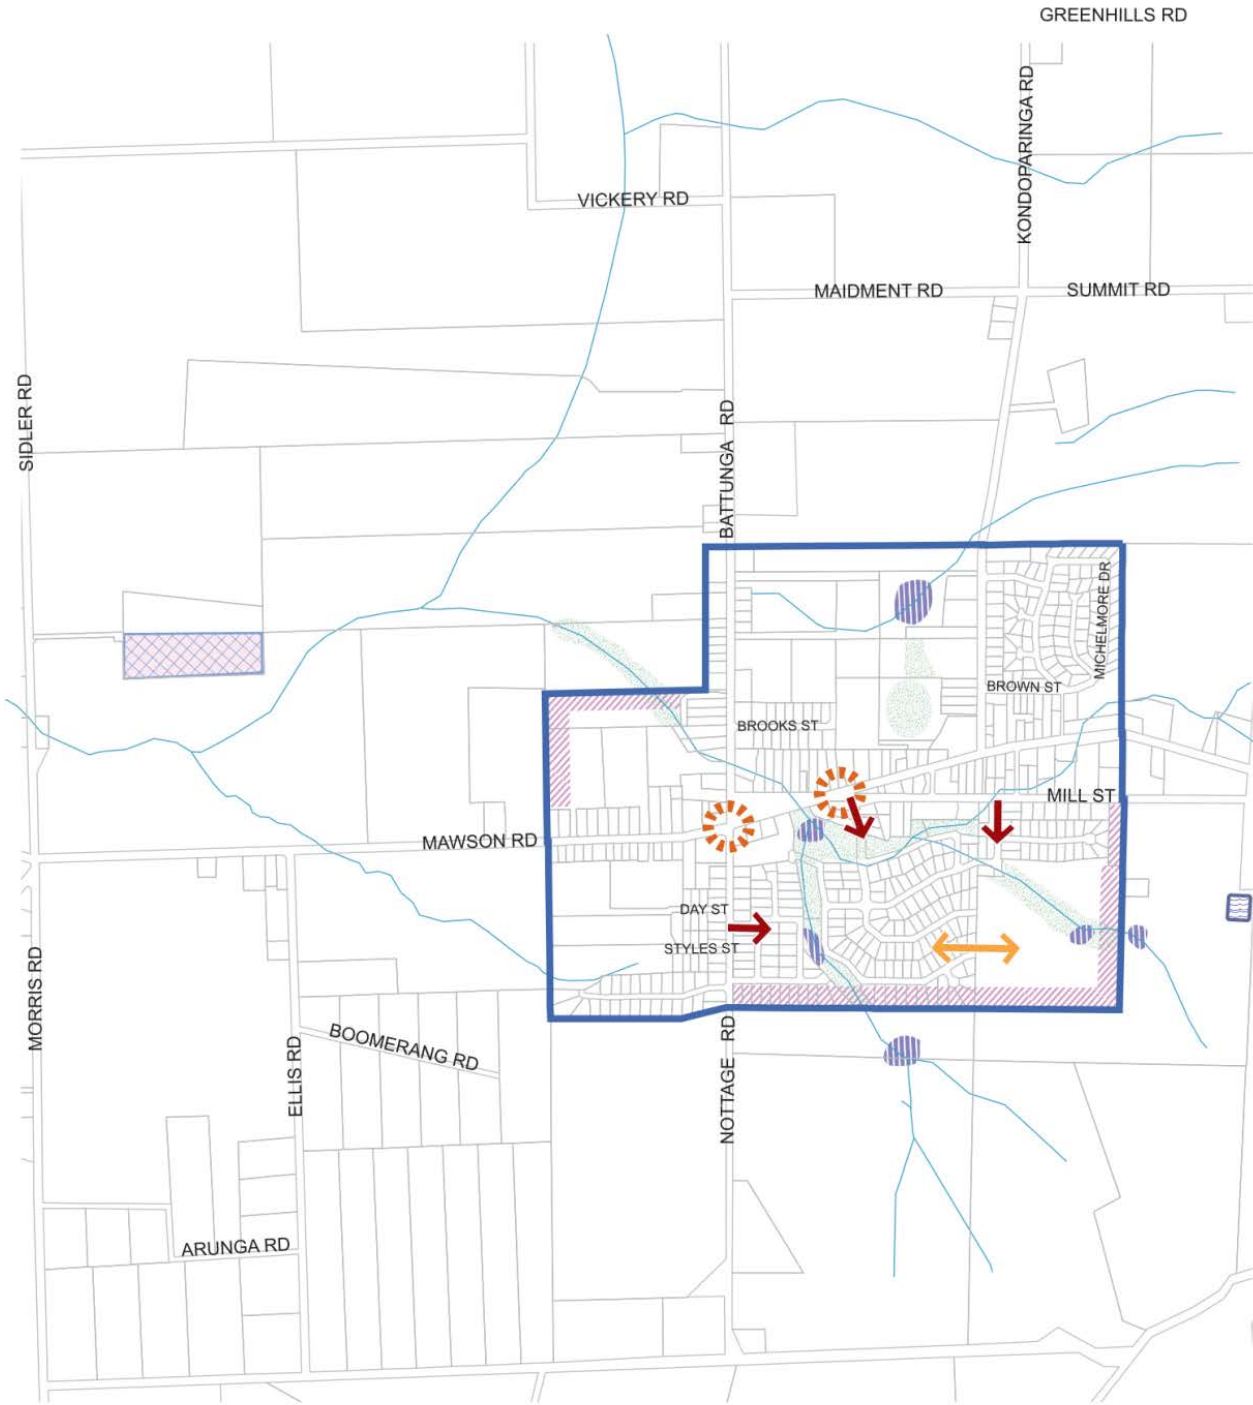 GREENHILLS RD
KONDOPARINGA RD
VICKERY RD
MAIDMENT RD
SUMMIT RD
SIDLER RD
BATTUNGA RD
MICHELMORE DR
BROWN ST
BROOKS ST
MILL ST
MAWSON RD
DAY ST
STYLES ST
MORRIS RD
BOOMERANG RD
ELLIS RD
NOTTAGE RD
ARUNGA RD